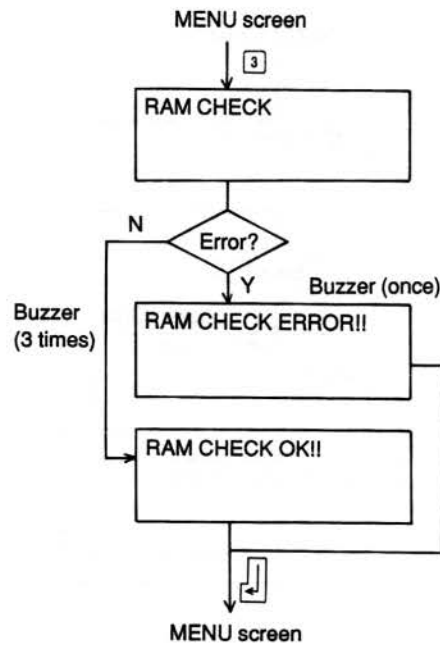 MENU screen
3
RAM CHECK
N
Error?
Y
Buzzer (once)
Buzzer
(3 times)
RAM CHECK ERROR!!
RAM CHECK OK!!
MENU screen